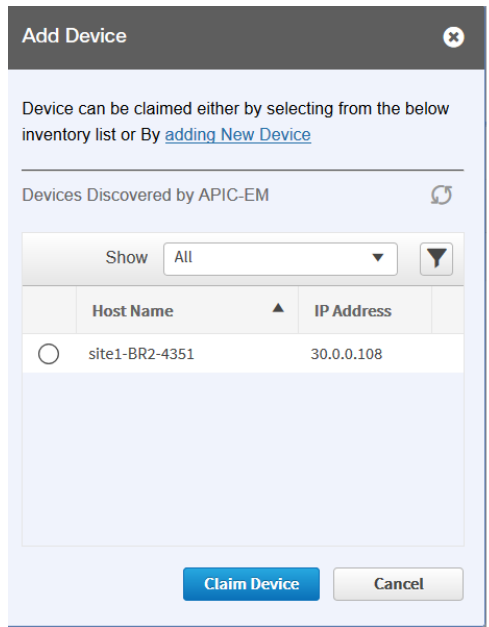 Add Device
Device can be claimed either by selecting from the below
inventory list or By adding New Device
Devices Discovered by APIC-EM
Show All
Host Name IP Address
site1-BR2-4351 30.0.0.108
Claim Device Cancel